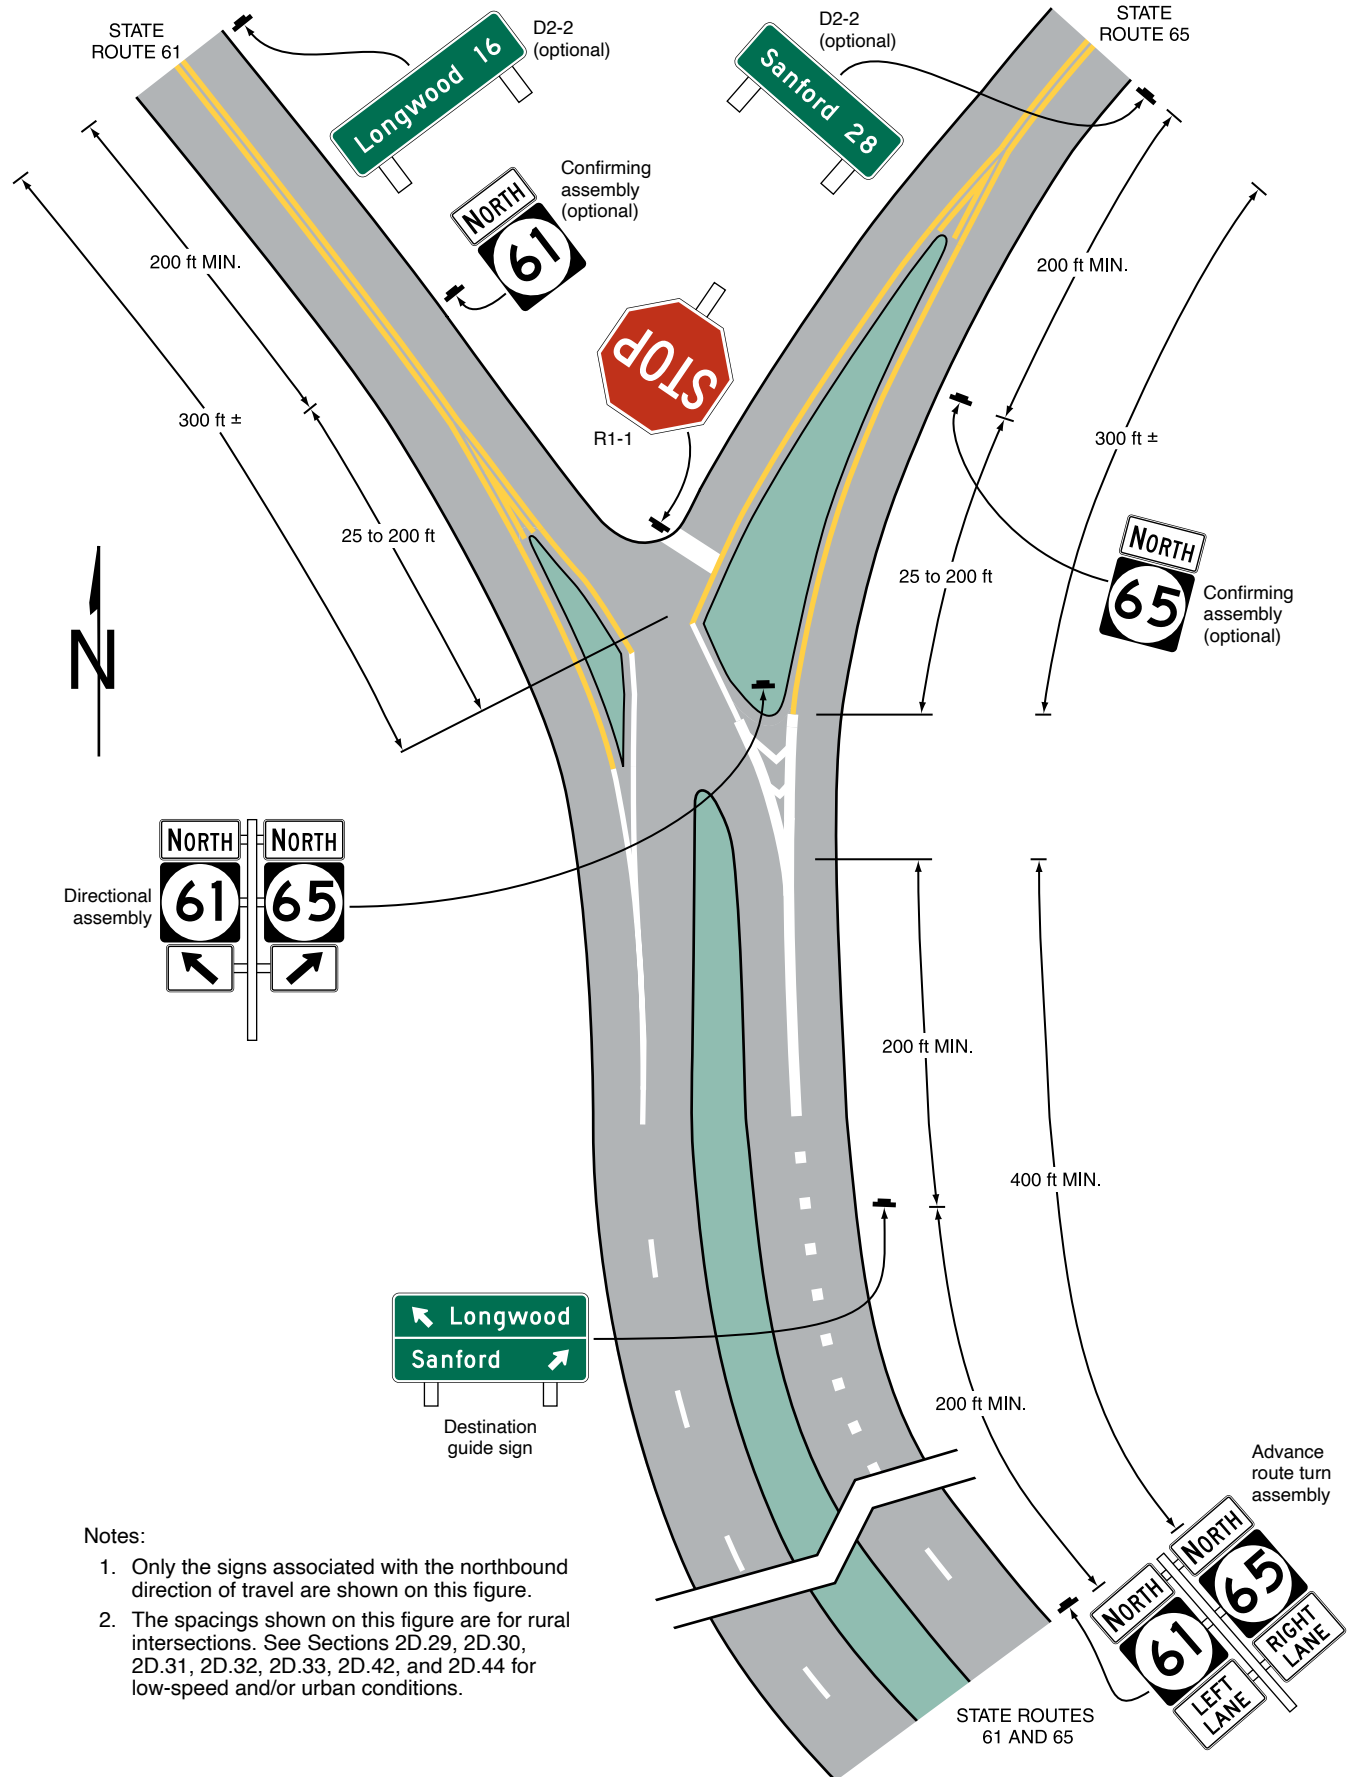 STATE
ROUTE 61
Longwood 16
D2-2
(optional)
D2-2
(optional)
Sanford 28
STATE
ROUTE 65
Confirming
assembly
(optional)
NORTH
61
200 ft MIN.
200 ft MIN.
STOP
R1-1
300 ft ±
300 ft ±
25 to 200 ft
25 to 200 ft
NORTH
65
Confirming
assembly
(optional)
N
NORTH NORTH
61 65
Directional
assembly
200 ft MIN.
400 ft MIN.
Longwood
Sanford
Destination
guide sign
200 ft MIN.
Advance
route turn
assembly
NORTH
65
RIGHT
LANE
NORTH
61
LEFT
LANE
Notes:
1. Only the signs associated with the northbound
direction of travel are shown on this figure.
2. The spacings shown on this figure are for rural
intersections. See Sections 2D.29, 2D.30,
2D.31, 2D.32, 2D.33, 2D.42, and 2D.44 for
low-speed and/or urban conditions.
STATE ROUTES
61 AND 65